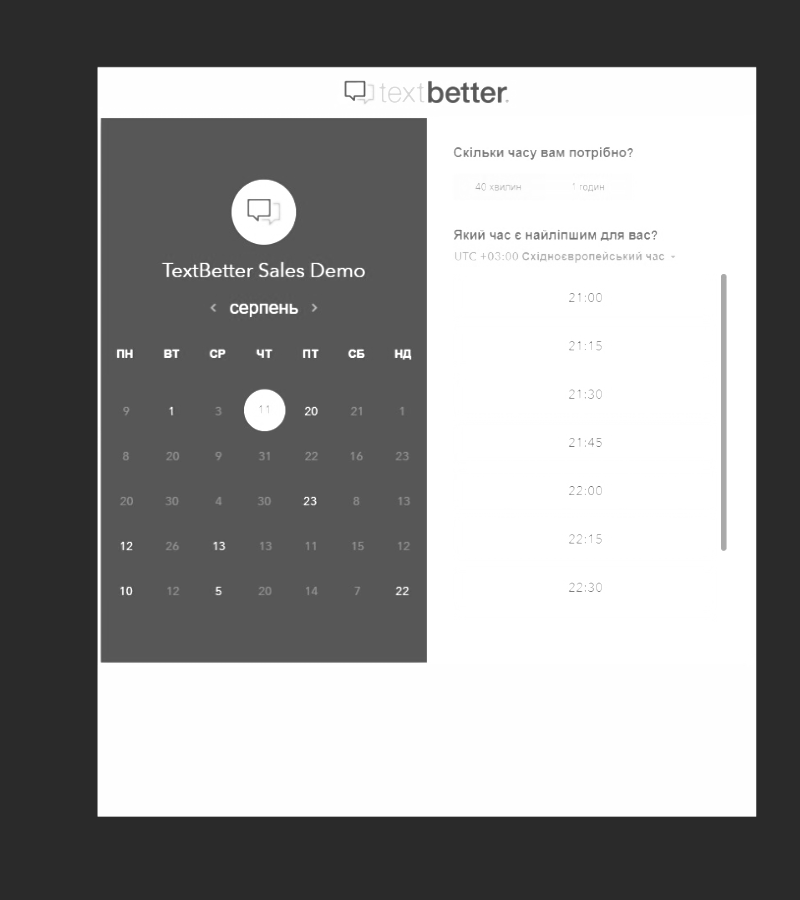 textbetter.
TextBetter Sales Demo
серпень
ПН ВТ СР ЧТ ПТ СБ НД
9 1 3 11 20 21 1
8 20 9 31 22 16 23
20 30 4 30 23 8 13
12 26 13 13 11 15 12
10 12 5 20 14 7 22
Скільки часу вам потрібно?
40 хвилин 1 годин
Який час є найліпшим для вас?
UTC +03:00 Східноєвропейський час
21:00
21:15
21:30
21:45
22:00
22:15
22:30